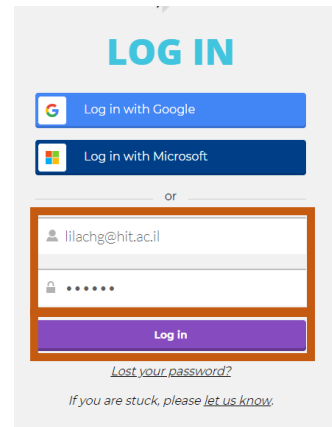 LOG IN
Log in with Google
Log in with Microsoft
or
lilachg@hit.ac.il
••••••
Log in
Lost your password?
If you are stuck, please let us know.